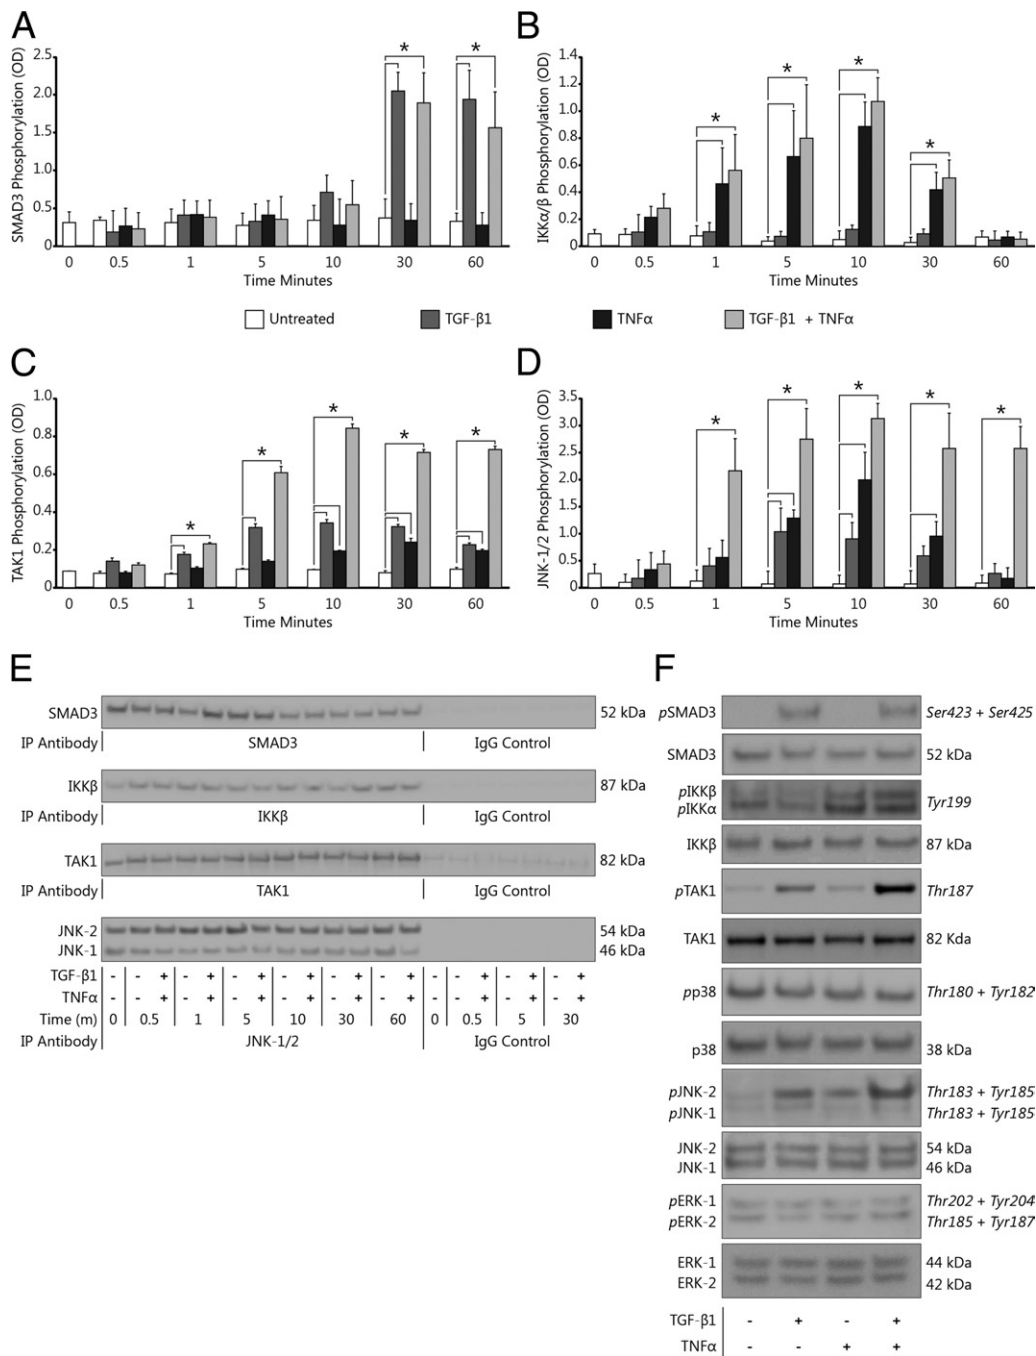 A
SMAD3 Phosphorylation (OD)
2.5
2.0
1.5
1.0
0.5
0
* *
0 0.5 1 5 10 30 60
Time Minutes
B
IKKα/β Phosphorylation (OD)
1.4
1.2
1.0
0.8
0.6
0.4
0.2
0
* * * *
0 0.5 1 5 10 30 60
Time Minutes
Untreated TGF-β1 TNFα TGF-β1 + TNFα
C
TAK1 Phosphorylation (OD)
1.0
0.8
0.6
0.4
0.2
0
* * * * *
0 0.5 1 5 10 30 60
Time Minutes
D
JNK-1/2 Phosphorylation (OD)
3.5
3.0
2.5
2.0
1.5
1.0
0.5
0
* * * * *
0 0.5 1 5 10 30 60
Time Minutes
E
SMAD3 52 kDa
IP Antibody SMAD3 IgG Control
IKKβ 87 kDa
IP Antibody IKKβ IgG Control
TAK1 82 kDa
IP Antibody TAK1 IgG Control
JNK-2 54 kDa
JNK-1 46 kDa
TGF-β1 - - + - + - + - + - + - + - - + - + - +
TNFα - - + - + - + - + - + - + - - + - + - +
Time (m) 0 0.5 1 5 10 30 60 0 0.5 5 30
IP Antibody JNK-1/2 IgG Control
F
pSMAD3 Ser423 + Ser425
SMAD3 52 kDa
pIKKβ
pIKKα Tyr199
IKKβ 87 kDa
pTAK1 Thr187
TAK1 82 Kda
pp38 Thr180 + Tyr182
p38 38 kDa
pJNK-2 Thr183 + Tyr185
pJNK-1 Thr183 + Tyr185
JNK-2 54 kDa
JNK-1 46 kDa
pERK-1 Thr202 + Tyr204
pERK-2 Thr185 + Tyr187
ERK-1 44 kDa
ERK-2 42 kDa
TGF-β1 - + - +
TNFα - - + +